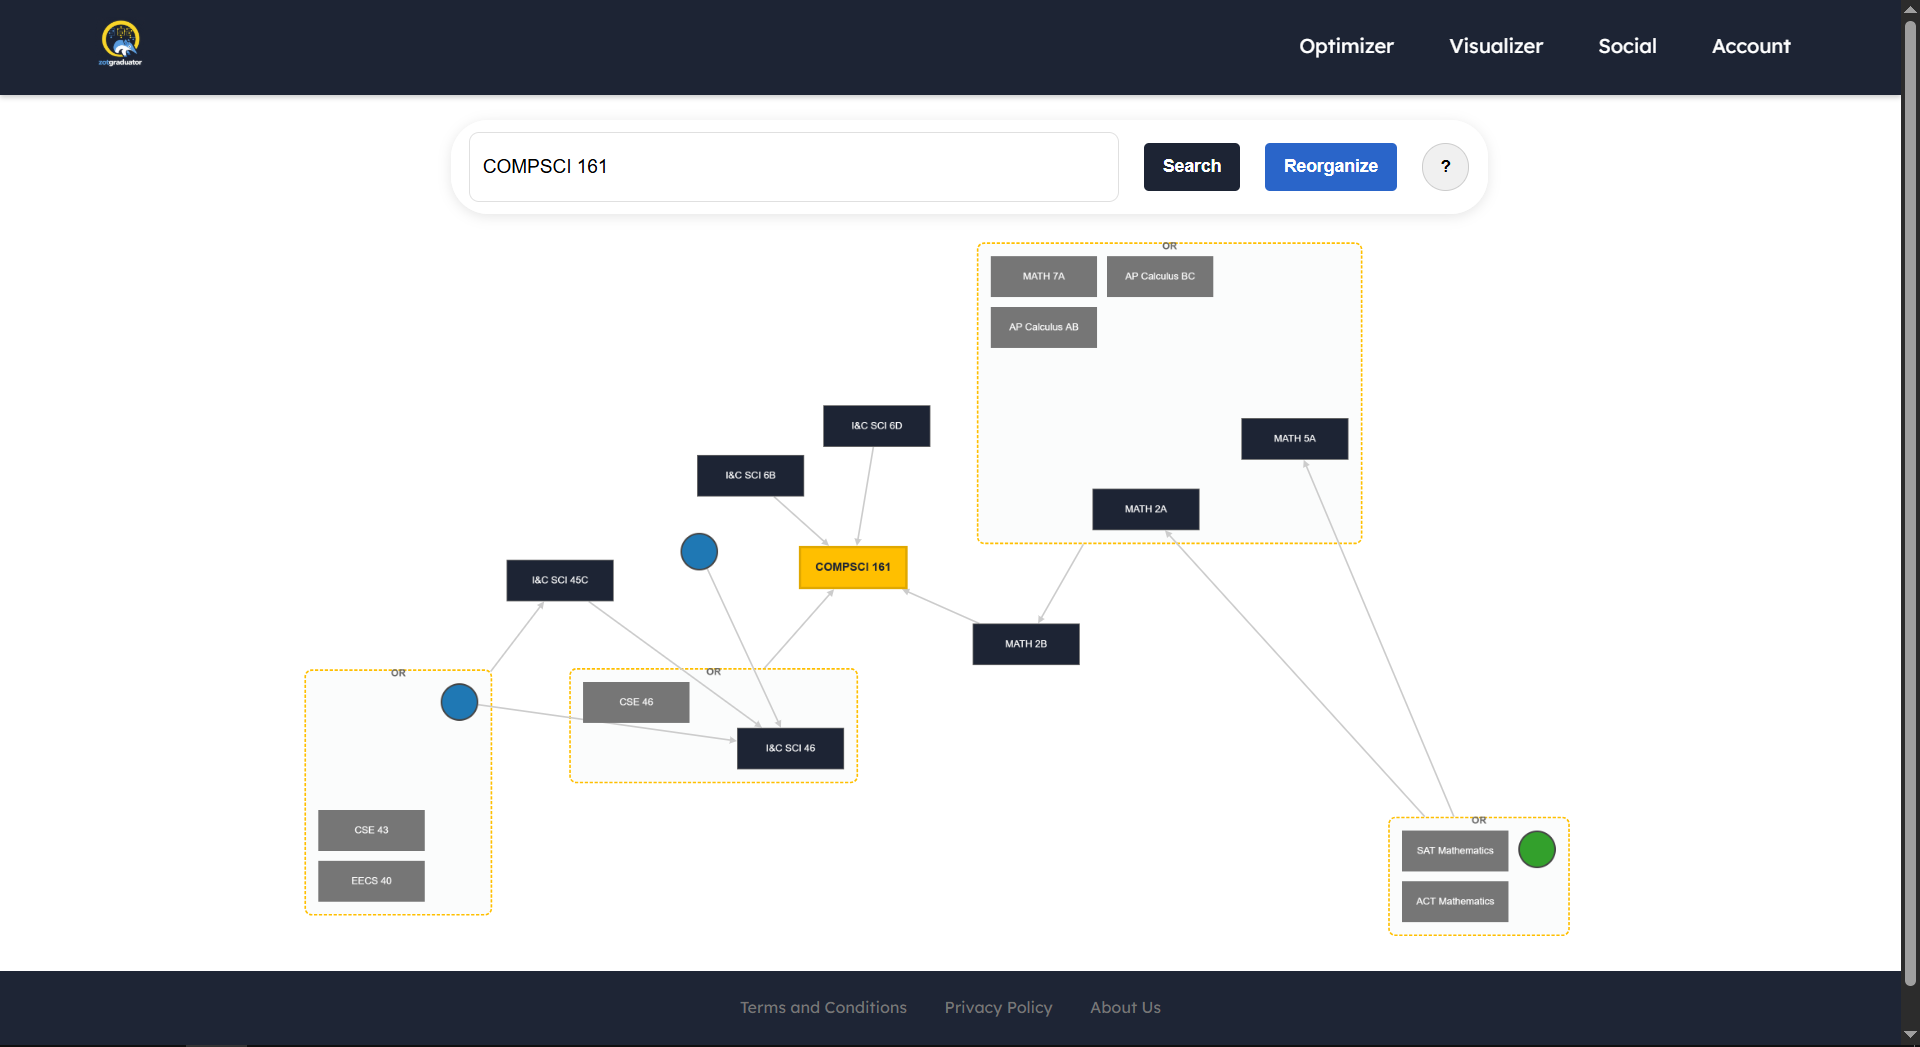 zotgraduator
Optimizer
Visualizer
Social
Account
COMPSCI 161
Search
Reorganize
?
OR
MATH 7A
AP Calculus BC
AP Calculus AB
I&C SCI 6D
MATH 5A
I&C SCI 6B
MATH 2A
COMPSCI 161
I&C SCI 45C
MATH 2B
OR
OR
CSE 46
I&C SCI 46
CSE 43
EECS 40
OR
SAT Mathematics
ACT Mathematics
Terms and Conditions
Privacy Policy
About Us